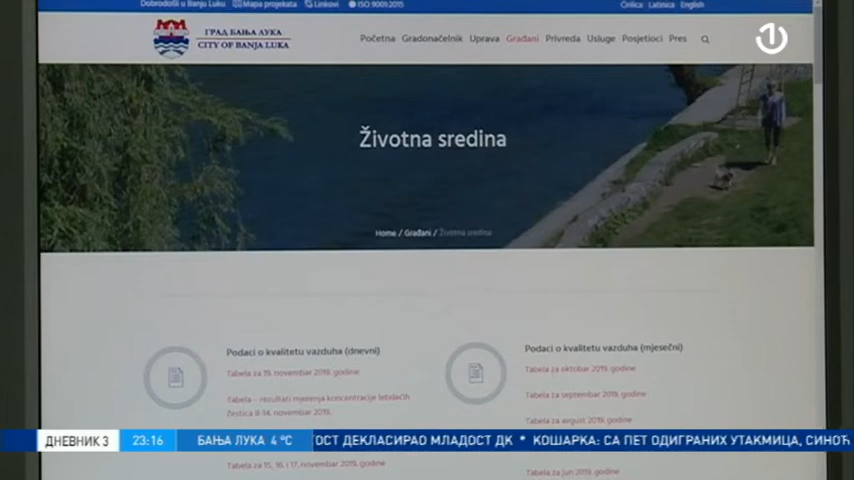 Dobrodošli u Banju Luku Mapa projekata Linkovi ISO 9001:2015 Ćirilica Latinica English
ГРАД БАЊА ЛУКА
CITY OF BANJA LUKA
Početna Gradonačelnik Uprava Građani Privreda Usluge Posjetioci Pres
1
Životna sredina
Home / Građani / Životna sredina
Podaci o kvalitetu vazduha (dnevni)
Tabela za 19. novembar 2019. godine
Tabela – rezultati mjerenja koncentracije lebdećih
čestica 8-14. novembar 2019.
Podaci o kvalitetu vazduha (mjesečni)
Tabela za oktobar 2019. godine
Tabela za septembar 2019. godine
Tabela za avgust 2019. godine
ДНЕВНИК 3 23:16 БАЊА ЛУКА 4 °C ГОСТ ДЕКЛАСИРАО МЛАДОСТ ДК * КОШАРКА: СА ПЕТ ОДИГРАНИХ УТАКМИЦА, СИНОЋ
Tabela za 15, 16. i 17. novembar 2019. godine
Tabela za jun 2019. godine